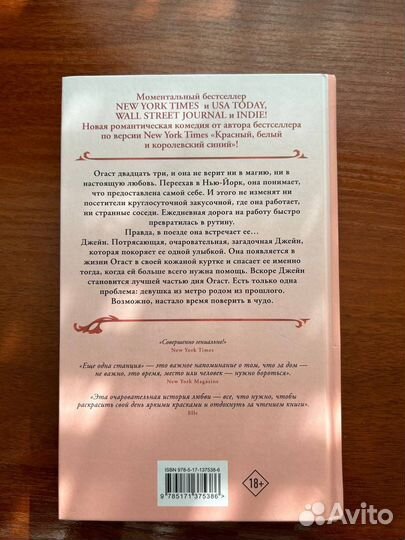 Моментальный бестселлер
NEW YORK TIMES и USA TODAY,
WALL STREET JOURNAL и INDIE!
Новая романтическая комедия от автора бестселлера
по версии New York Times «Красный, белый
и королевский синий»!
Огаст двадцать три, и она не верит ни в магию, ни в
настоящую любовь. Переехав в Нью-Йорк, она понимает,
что предоставлена самой себе. И этого не изменят ни
посетители круглосуточной закусочной, где она работает,
ни странные соседи. Ежедневная дорога на работу быстро
превратилась в рутину.
Правда, в поезде она встречает ее…
Джейн. Потрясающая, очаровательная, загадочная Джейн,
которая покоряет ее одной улыбкой. Она появляется в
жизни Огаст в своей кожаной куртке и спасает ее именно
тогда, когда ей больше всего нужна помощь. Вскоре Джейн
становится лучшей частью дня Огаст. Есть только одна
проблема: девушка из метро родом из прошлого.
Возможно, настало время поверить в чудо.
«Совершенно гениально!»
New York Times
«Еще одна станция» — это важное напоминание о том, что за дом —
не важно, это время, место или человек — нужно бороться».
New York Magazine
«Эта очаровательная история любви — все, что нужно, чтобы
раскрасить свой день яркими красками и отдохнуть за чтением книги».
Elle
ISBN 978-5-17-137538-6
9785171375386>
18+
Avito